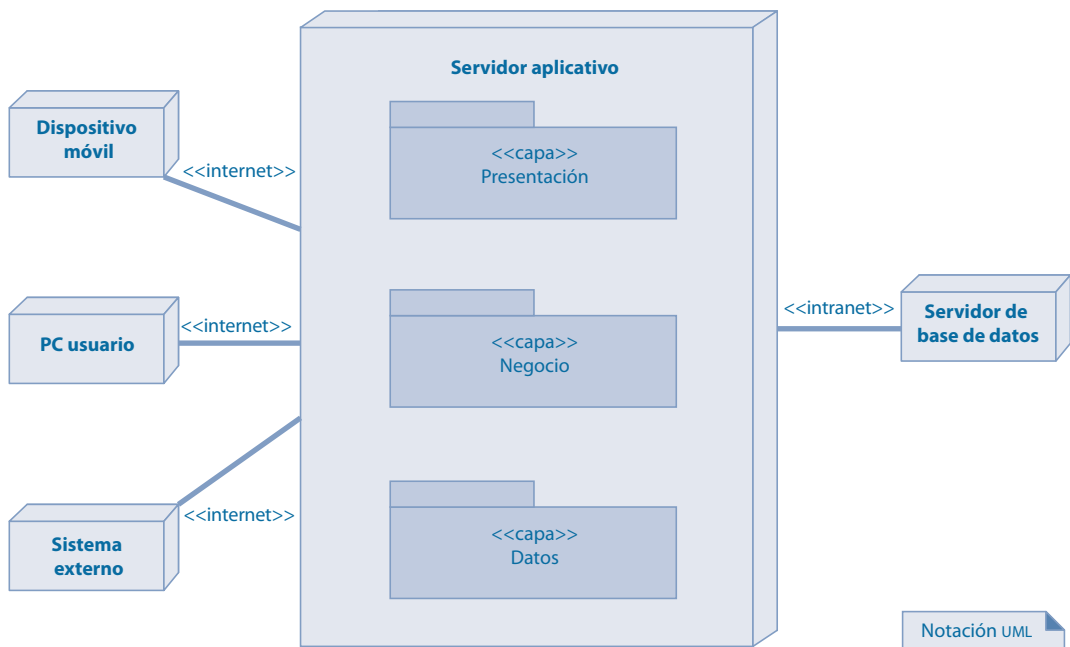 Servidor aplicativo
Dispositivo
móvil
<<internet>>
<<capa>>
Presentación
PC usuario
<<internet>>
<<capa>>
Negocio
<<intranet>>
Servidor de
base de datos
Sistema
externo
<<internet>>
<<capa>>
Datos
Notación UML